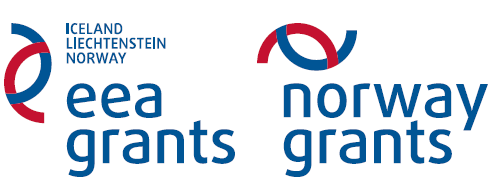 ICELAND
LIECHTENSTEIN
NORWAY
eea
grants
norway
grants